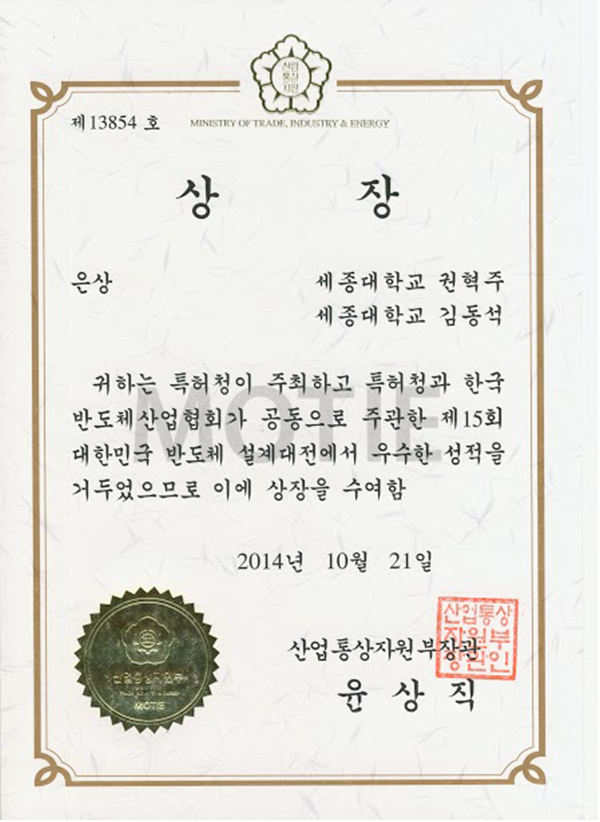 산업
통상
자원
제13854 호
MINISTRY OF TRADE, INDUSTRY & ENERGY
상 장
은상
세종대학교 권혁주
세종대학교 김동석
귀하는 특허청이 주최하고 특허청과 한국
반도체산업협회가 공동으로 주관한 제15회
대한민국 반도체 설계대전에서 우수한 성적을
거두었으므로 이에 상장을 수여함
MOTIE
2014년 10월 21일
산업통상자원부장관
윤상직
산업통상
자원부
장관인
산업통상자원부
MOTIE